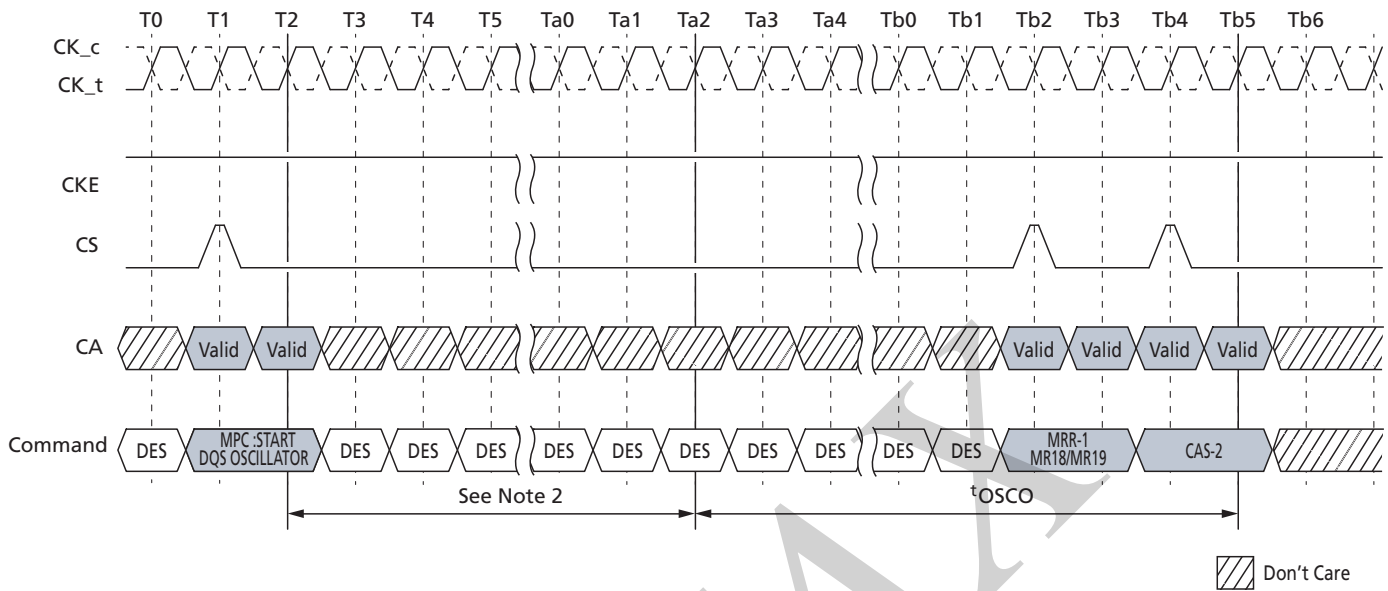 T0 T1 T2 T3 T4 T5 Ta0 Ta1 Ta2 Ta3 Ta4 Tb0 Tb1 Tb2 Tb3 Tb4 Tb5 Tb6
CK_c
CK_t
CKE
CS
CA Valid Valid Valid Valid Valid Valid
Command DES MPC :START DQS OSCILLATOR DES DES DES DES DES DES DES DES DES DES MRR-1 MR18/MR19 CAS-2
See Note 2 tOSCO
Don't Care